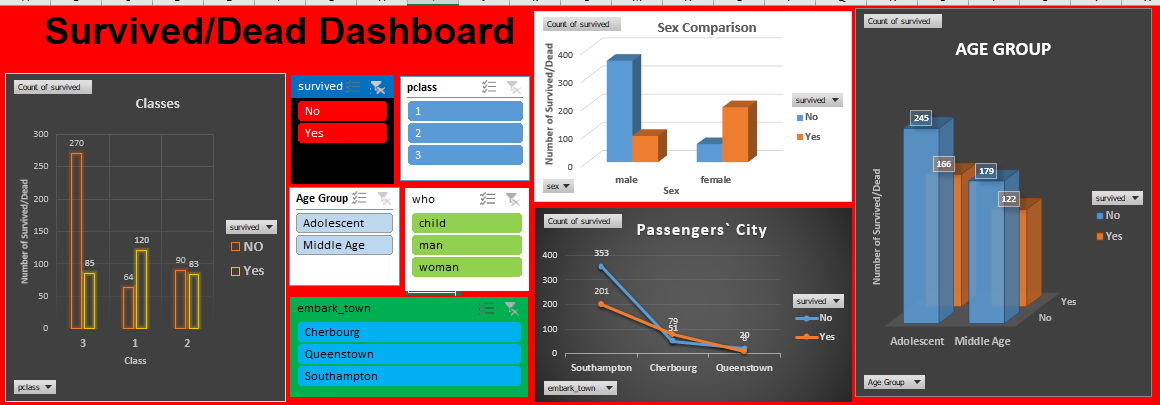 Survived/Dead Dashboard
Count of survived
Classes
Number of Survived/Dead
300
250
200
150
100
50
0
270
85
64
120
90
83
3 1 2
Class
survived
NO
Yes
pclass
survived
No
Yes
pclass
1
2
3
Age Group
Adolescent
Middle Age
who
child
man
woman
embark_town
Cherbourg
Queenstown
Southampton
Count of survived
Sex Comparison
Number of Survived/Dead
400
300
200
100
0
male female
Sex
sex
survived
No
Yes
Count of survived
Passengers` City
Number of Survived/Dead
400
300
200
100
0
353
201
79
51
20
Southampton Cherbourg Queenstown
survived
No
Yes
embark_town
Count of survived
AGE GROUP
Number of Survived/Dead
245
166
179
122
Adolescent Middle Age
Yes
No
survived
No
Yes
Age Group